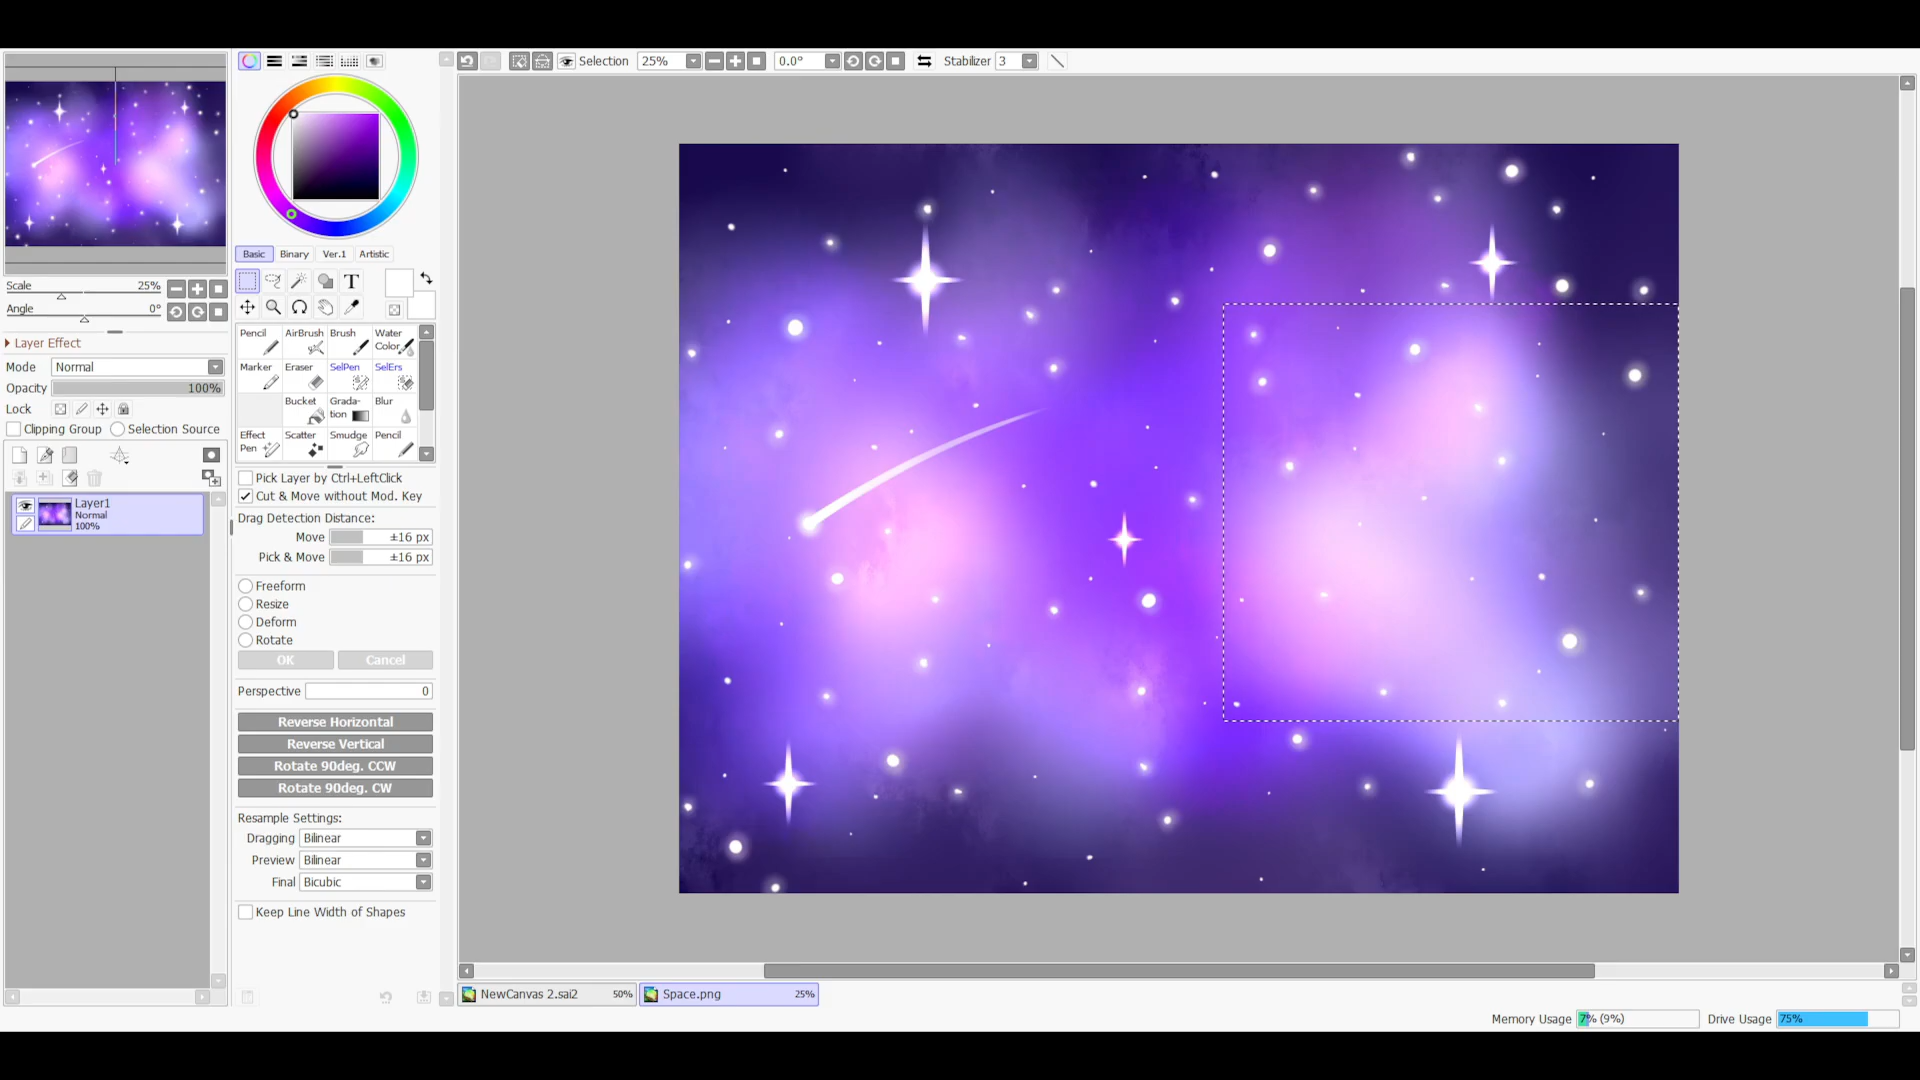 Selection
25%
0.0°
Stabilizer 3
Scale 25%
Angle 0°
Layer Effect
Mode Normal
Opacity 100%
Lock
Clipping Group Selection Source
Layer1
Normal
100%
Basic Binary Ver.1 Artistic
T
Pencil AirBrush Brush Water Color
Marker Eraser SelPen SelErs
Bucket Grada-tion Blur
Effect Pen Scatter Smudge Pencil
Pick Layer by Ctrl+LeftClick
Cut & Move without Mod. Key
Drag Detection Distance:
Move ±16 px
Pick & Move ±16 px
Freeform
Resize
Deform
Rotate
OK Cancel
Perspective 0
Reverse Horizontal
Reverse Vertical
Rotate 90deg. CCW
Rotate 90deg. CW
Resample Settings:
Dragging Bilinear
Preview Bilinear
Final Bicubic
Keep Line Width of Shapes
NewCanvas 2.sai2 50%
Space.png 25%
Memory Usage 7% (9%)
Drive Usage 75%